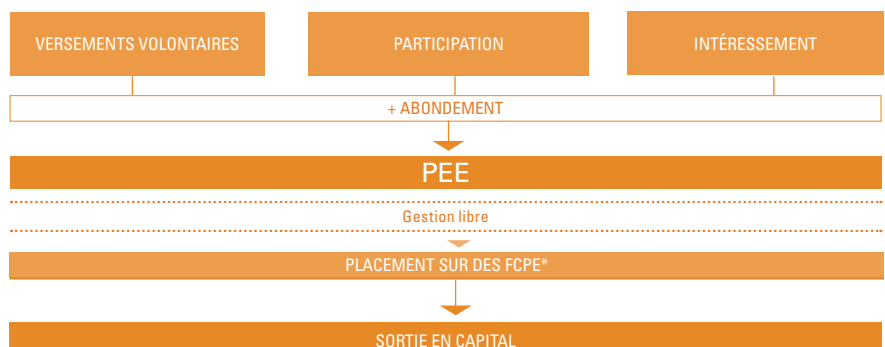 VERSEMENTS VOLONTAIRES
PARTICIPATION
INTÉRESSEMENT
+ ABONDEMENT
PEE
Gestion libre
PLACEMENT SUR DES FCPE*
SORTIE EN CAPITAL